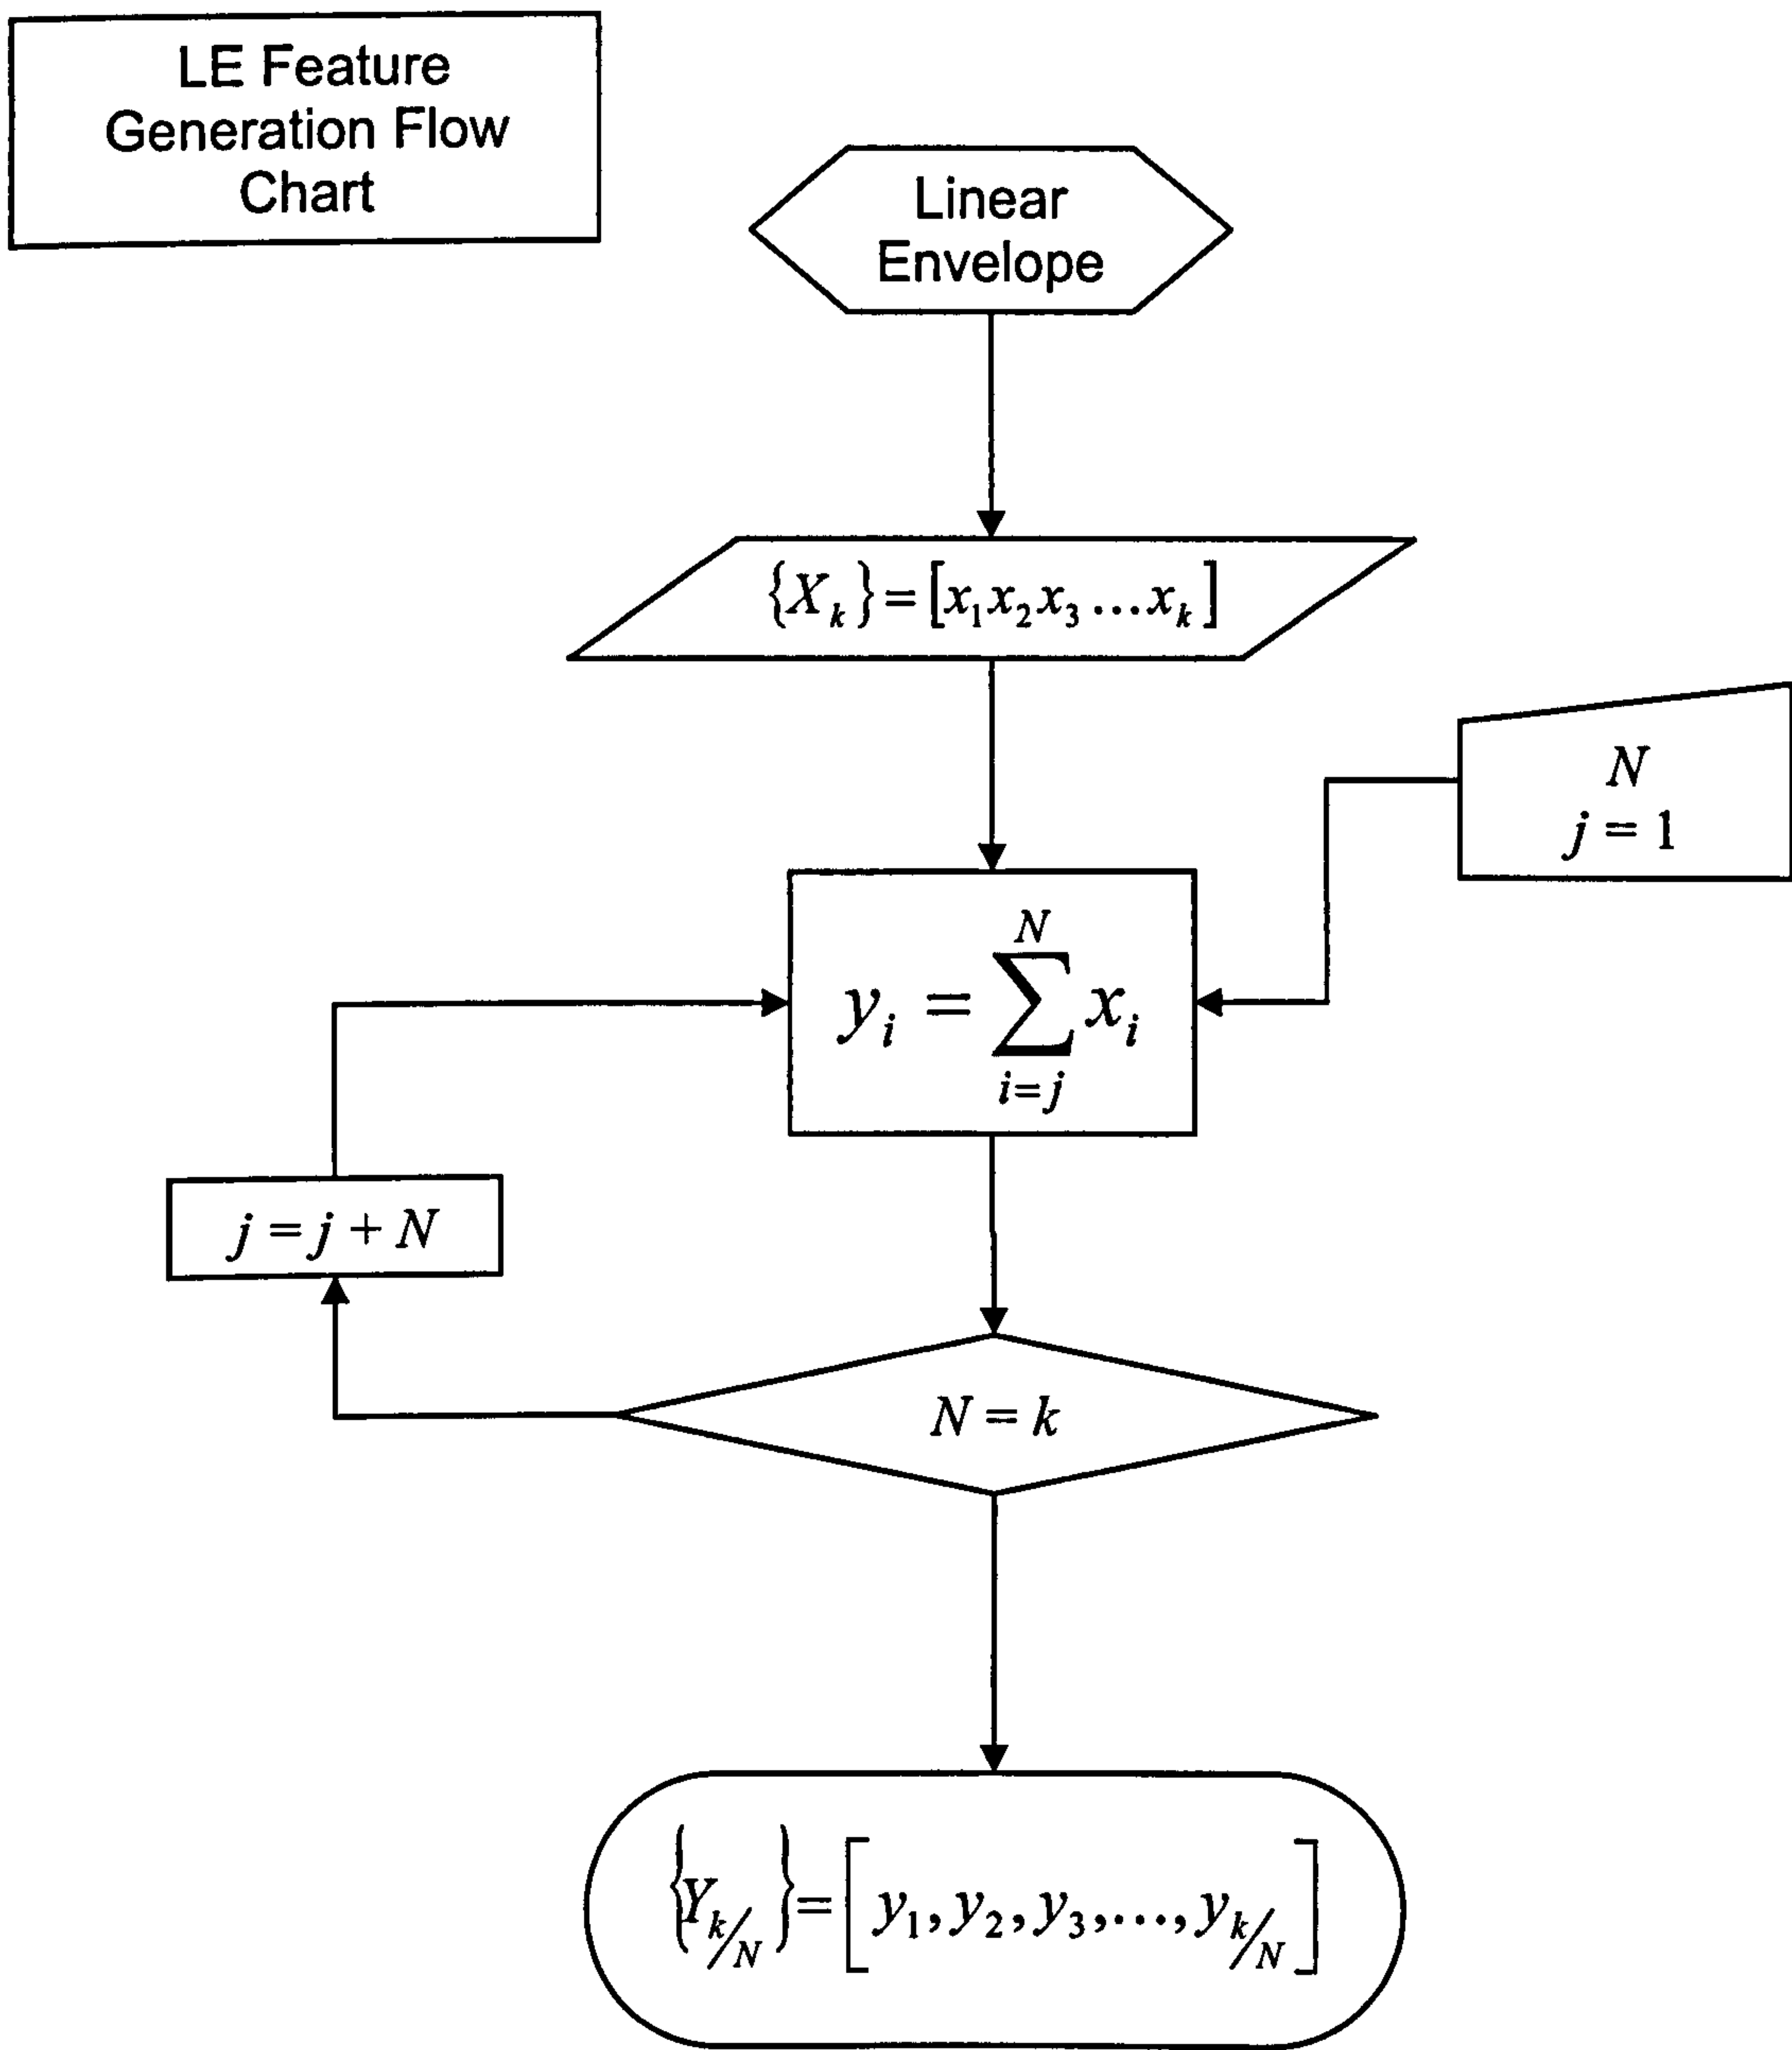 LE Feature
Generation Flow
Chart
Linear
Envelope
{X_k} = [x_1 x_2 x_3 ... x_k]
N
j = 1
y_i = \sum_{i=j}^{N} x_i
j = j + N
N = k
{Y_{k/N}} = [y_1, y_2, y_3, ..., y_{k/N}]